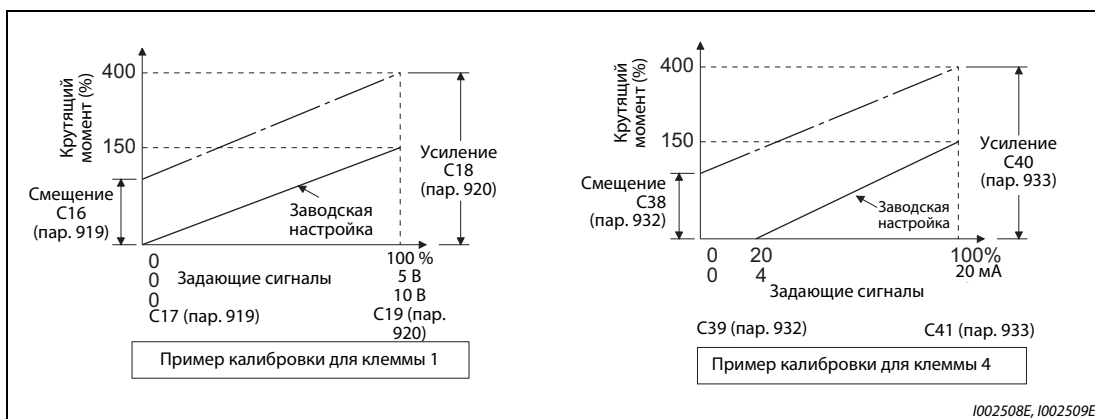 400
Крутящий
момент (%)
150
Усиление
C18
(пар. 920)
Смещение
C16
(пар. 919)
Заводская
настройка
0
0
0
Задающие сигналы
100 %
5 В
10 В
C17 (пар. 919)
C19 (пар.
920)
Пример калибровки для клеммы 1
400
Крутящий
момент (%)
150
Усиление
C40
(пар. 933)
Смещение
C38
(пар. 932)
Заводская
настройка
0
0
20
4
100%
20 мА
Задающие сигналы
C39 (пар. 932)
C41 (пар. 933)
Пример калибровки для клеммы 4
I002508E, I002509E